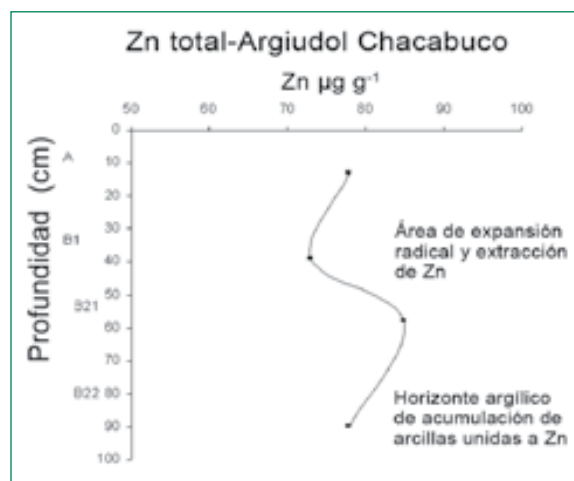 Zn total-Argiudol Chacabuco
Zn µg g-1
50 60 70 80 90 100
Profundidad (cm)
0
A
10
20
30
B1
40
50
B21
60
70
B22 80
90
100
Área de expansión
radical y extracción
de Zn
Horizonte argílico
de acumulación de
arcillas unidas a Zn